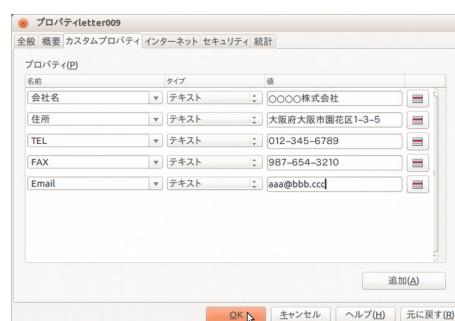 プロパティletter009
全般 概要 カスタムプロパティ インターネット セキュリティ 統計
プロパティ(P)
名前 タイプ 値
会社名 テキスト ○○○○株式会社
住所 テキスト 大阪府大阪市園花区1-3-5
TEL テキスト 012-345-6789
FAX テキスト 987-654-3210
Email テキスト aaa@bbb.ccc
追加(A)
OK キャンセル ヘルプ(H) 元に戻す(R)